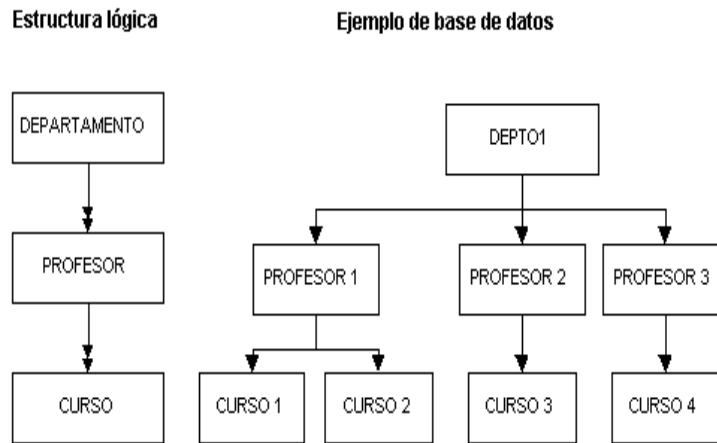 Estructura lógica
Ejemplo de base de datos
DEPARTAMENTO
DEPTO1
PROFESOR
PROFESOR 1
PROFESOR 2
PROFESOR 3
CURSO
CURSO 1
CURSO 2
CURSO 3
CURSO 4